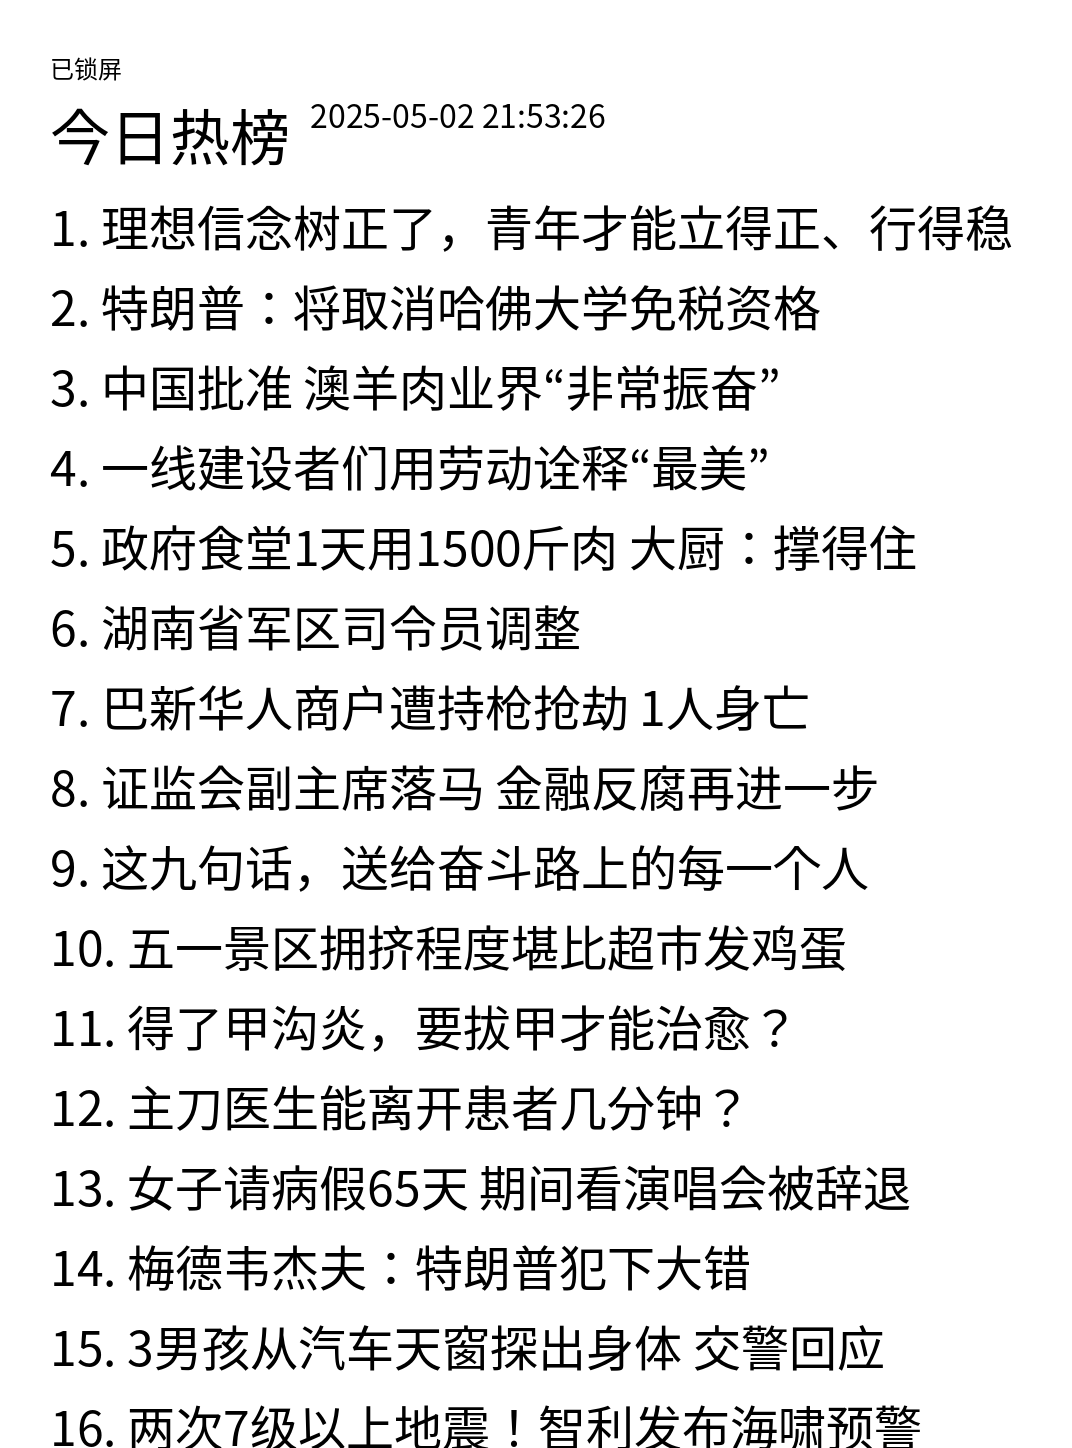 已锁屏
今日热榜 2025-05-02 21:53:26
1. 理想信念树正了，青年才能立得正、行得稳
2. 特朗普：将取消哈佛大学免税资格
3. 中国批准 澳羊肉业界“非常振奋”
4. 一线建设者们用劳动诠释“最美”
5. 政府食堂1天用1500斤肉 大厨：撑得住
6. 湖南省军区司令员调整
7. 巴新华人商户遭持枪抢劫 1人身亡
8. 证监会副主席落马 金融反腐再进一步
9. 这九句话，送给奋斗路上的每一个人
10. 五一景区拥挤程度堪比超市发鸡蛋
11. 得了甲沟炎，要拔甲才能治愈？
12. 主刀医生能离开患者几分钟？
13. 女子请病假65天 期间看演唱会被辞退
14. 梅德韦杰夫：特朗普犯下大错
15. 3男孩从汽车天窗探出身体 交警回应
16. 两次7级以上地震！智利发布海啸预警